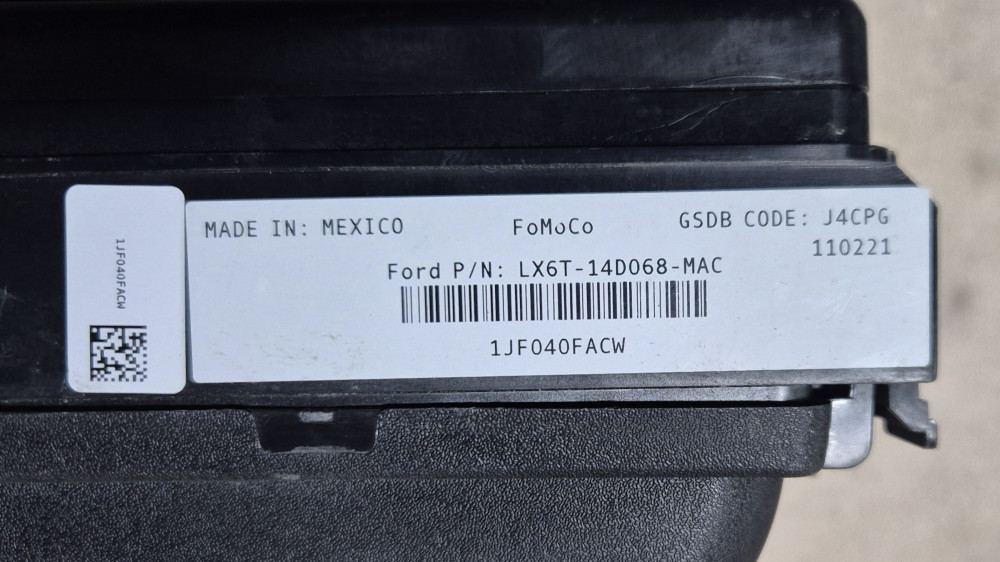 1JF040FACW
MADE IN: MEXICO
FoMoCo
GSDB CODE: J4CPG
110221
Ford P/N: LX6T-14D068-MAC
1JF040FACW